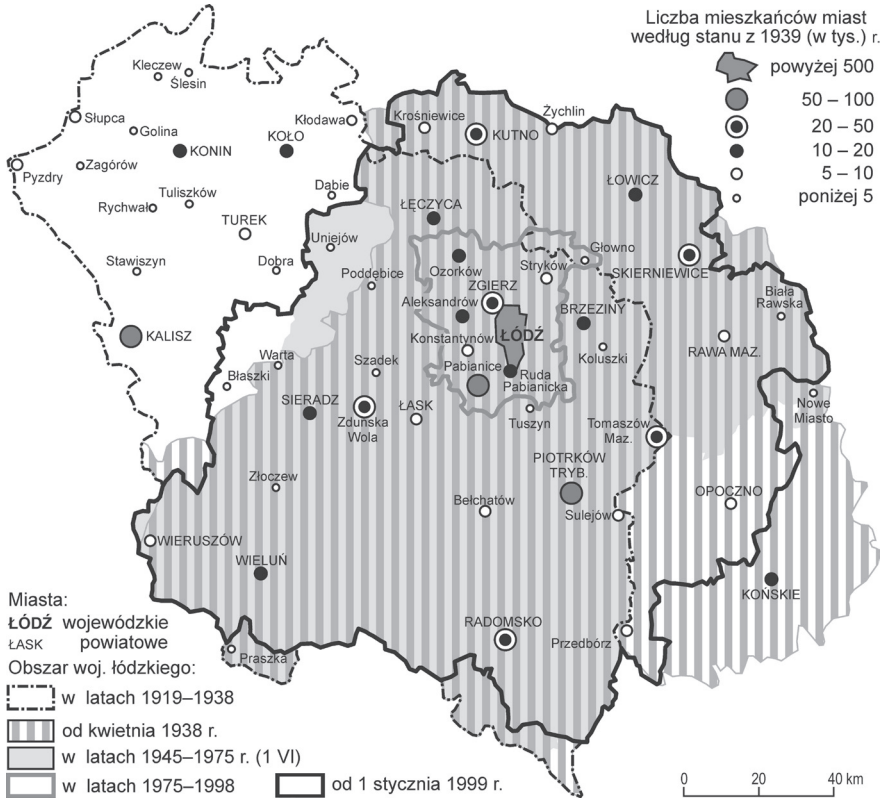 Liczba mieszkańców miast
według stanu z 1939 (w tys.) r.
powyżej 500
50 – 100
20 – 50
10 – 20
5 – 10
poniżej 5
Kleczew
Ślesin
Słupca
Golina
KONIN
KOŁO
Kłodawa
Krośniewice
KUTNO
Żychlin
Pyzdry
Zagórów
Rychwał
Tuliszków
Dąbie
TUREK
ŁĘCZYCA
ŁOWICZ
Uniejów
Stawiszyn
Dobra
Poddębice
Ozorków
Stryków
Głowno
SKIERNIEWICE
ZGIERZ
Aleksandrów
BRZEZINY
Biała
Rawska
KALISZ
Konstantynów
ŁÓDŹ
Koluszki
RAWA MAZ.
Warta
Szadek
Pabianice
Ruda
Pabianicka
Błaszki
SIERADZ
Zduńska
Wola
ŁASK
Tuszyn
Tomaszów
Maz.
Nowe
Miasto
PIOTRKÓW
TRYB.
Złoczew
Bełchatów
Sulejów
OPOCZNO
WIERUSZÓW
WIELUŃ
KOŃSKIE
RADOMSKO
Przedbórz
Praszka
Miasta:
ŁÓDŹ wojewódzkie
ŁASK powiatowe
Obszar woj. łódzkiego:
w latach 1919–1938
od kwietnia 1938 r.
w latach 1945–1975 r. (1 VI)
w latach 1975–1998
od 1 stycznia 1999 r.
0 20 40 km